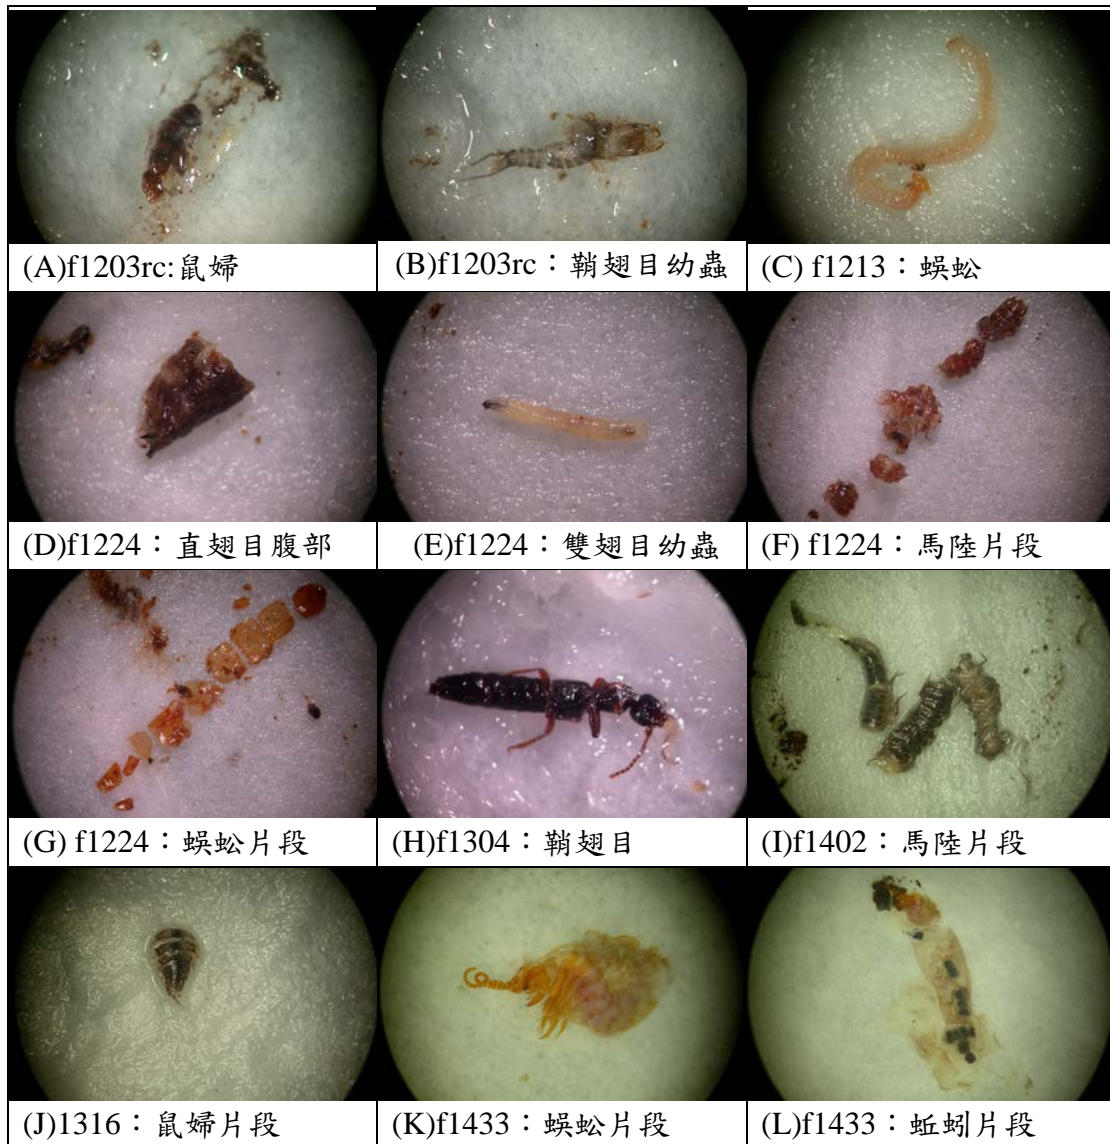 (A)f1203rc:鼠婦
(B)f1203rc：鞘翅目幼蟲
(C) f1213：蜈蚣
(D)f1224：直翅目腹部
(E)f1224：雙翅目幼蟲
(F) f1224：馬陸片段
(G) f1224：蜈蚣片段
(H)f1304：鞘翅目
(I)f1402：馬陸片段
(J)1316：鼠婦片段
(K)f1433：蜈蚣片段
(L)f1433：蚯蚓片段